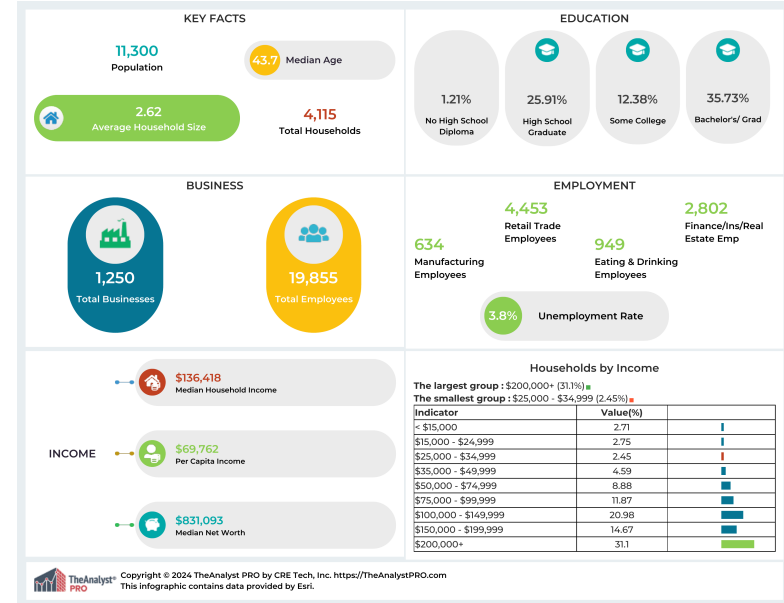 KEY FACTS
11,300
Population
43.7 Median Age
2.62
Average Household Size
4,115
Total Households
EDUCATION
1.21%
No High School
Diploma
25.91%
High School
Graduate
12.38%
Some College
35.73%
Bachelor's/ Grad
BUSINESS
1,250
Total Businesses
19,855
Total Employees
EMPLOYMENT
634
Manufacturing
Employees
4,453
Retail Trade
Employees
949
Eating & Drinking
Employees
2,802
Finance/Ins/Real
Estate Emp
3.8% Unemployment Rate
INCOME
$136,418
Median Household Income
$69,762
Per Capita Income
$831,093
Median Net Worth
Households by Income
The largest group : $200,000+ (31.1%)
The smallest group : $25,000 - $34,999 (2.45%)
Indicator Value(%)
< $15,000 2.71
$15,000 - $24,999 2.75
$25,000 - $34,999 2.45
$35,000 - $49,999 4.59
$50,000 - $74,999 8.88
$75,000 - $99,999 11.87
$100,000 - $149,999 20.98
$150,000 - $199,999 14.67
$200,000+ 31.1
TheAnalyst®
PRO
Copyright © 2024 TheAnalyst PRO by CRE Tech, Inc. https://TheAnalystPRO.com
This infographic contains data provided by Esri.